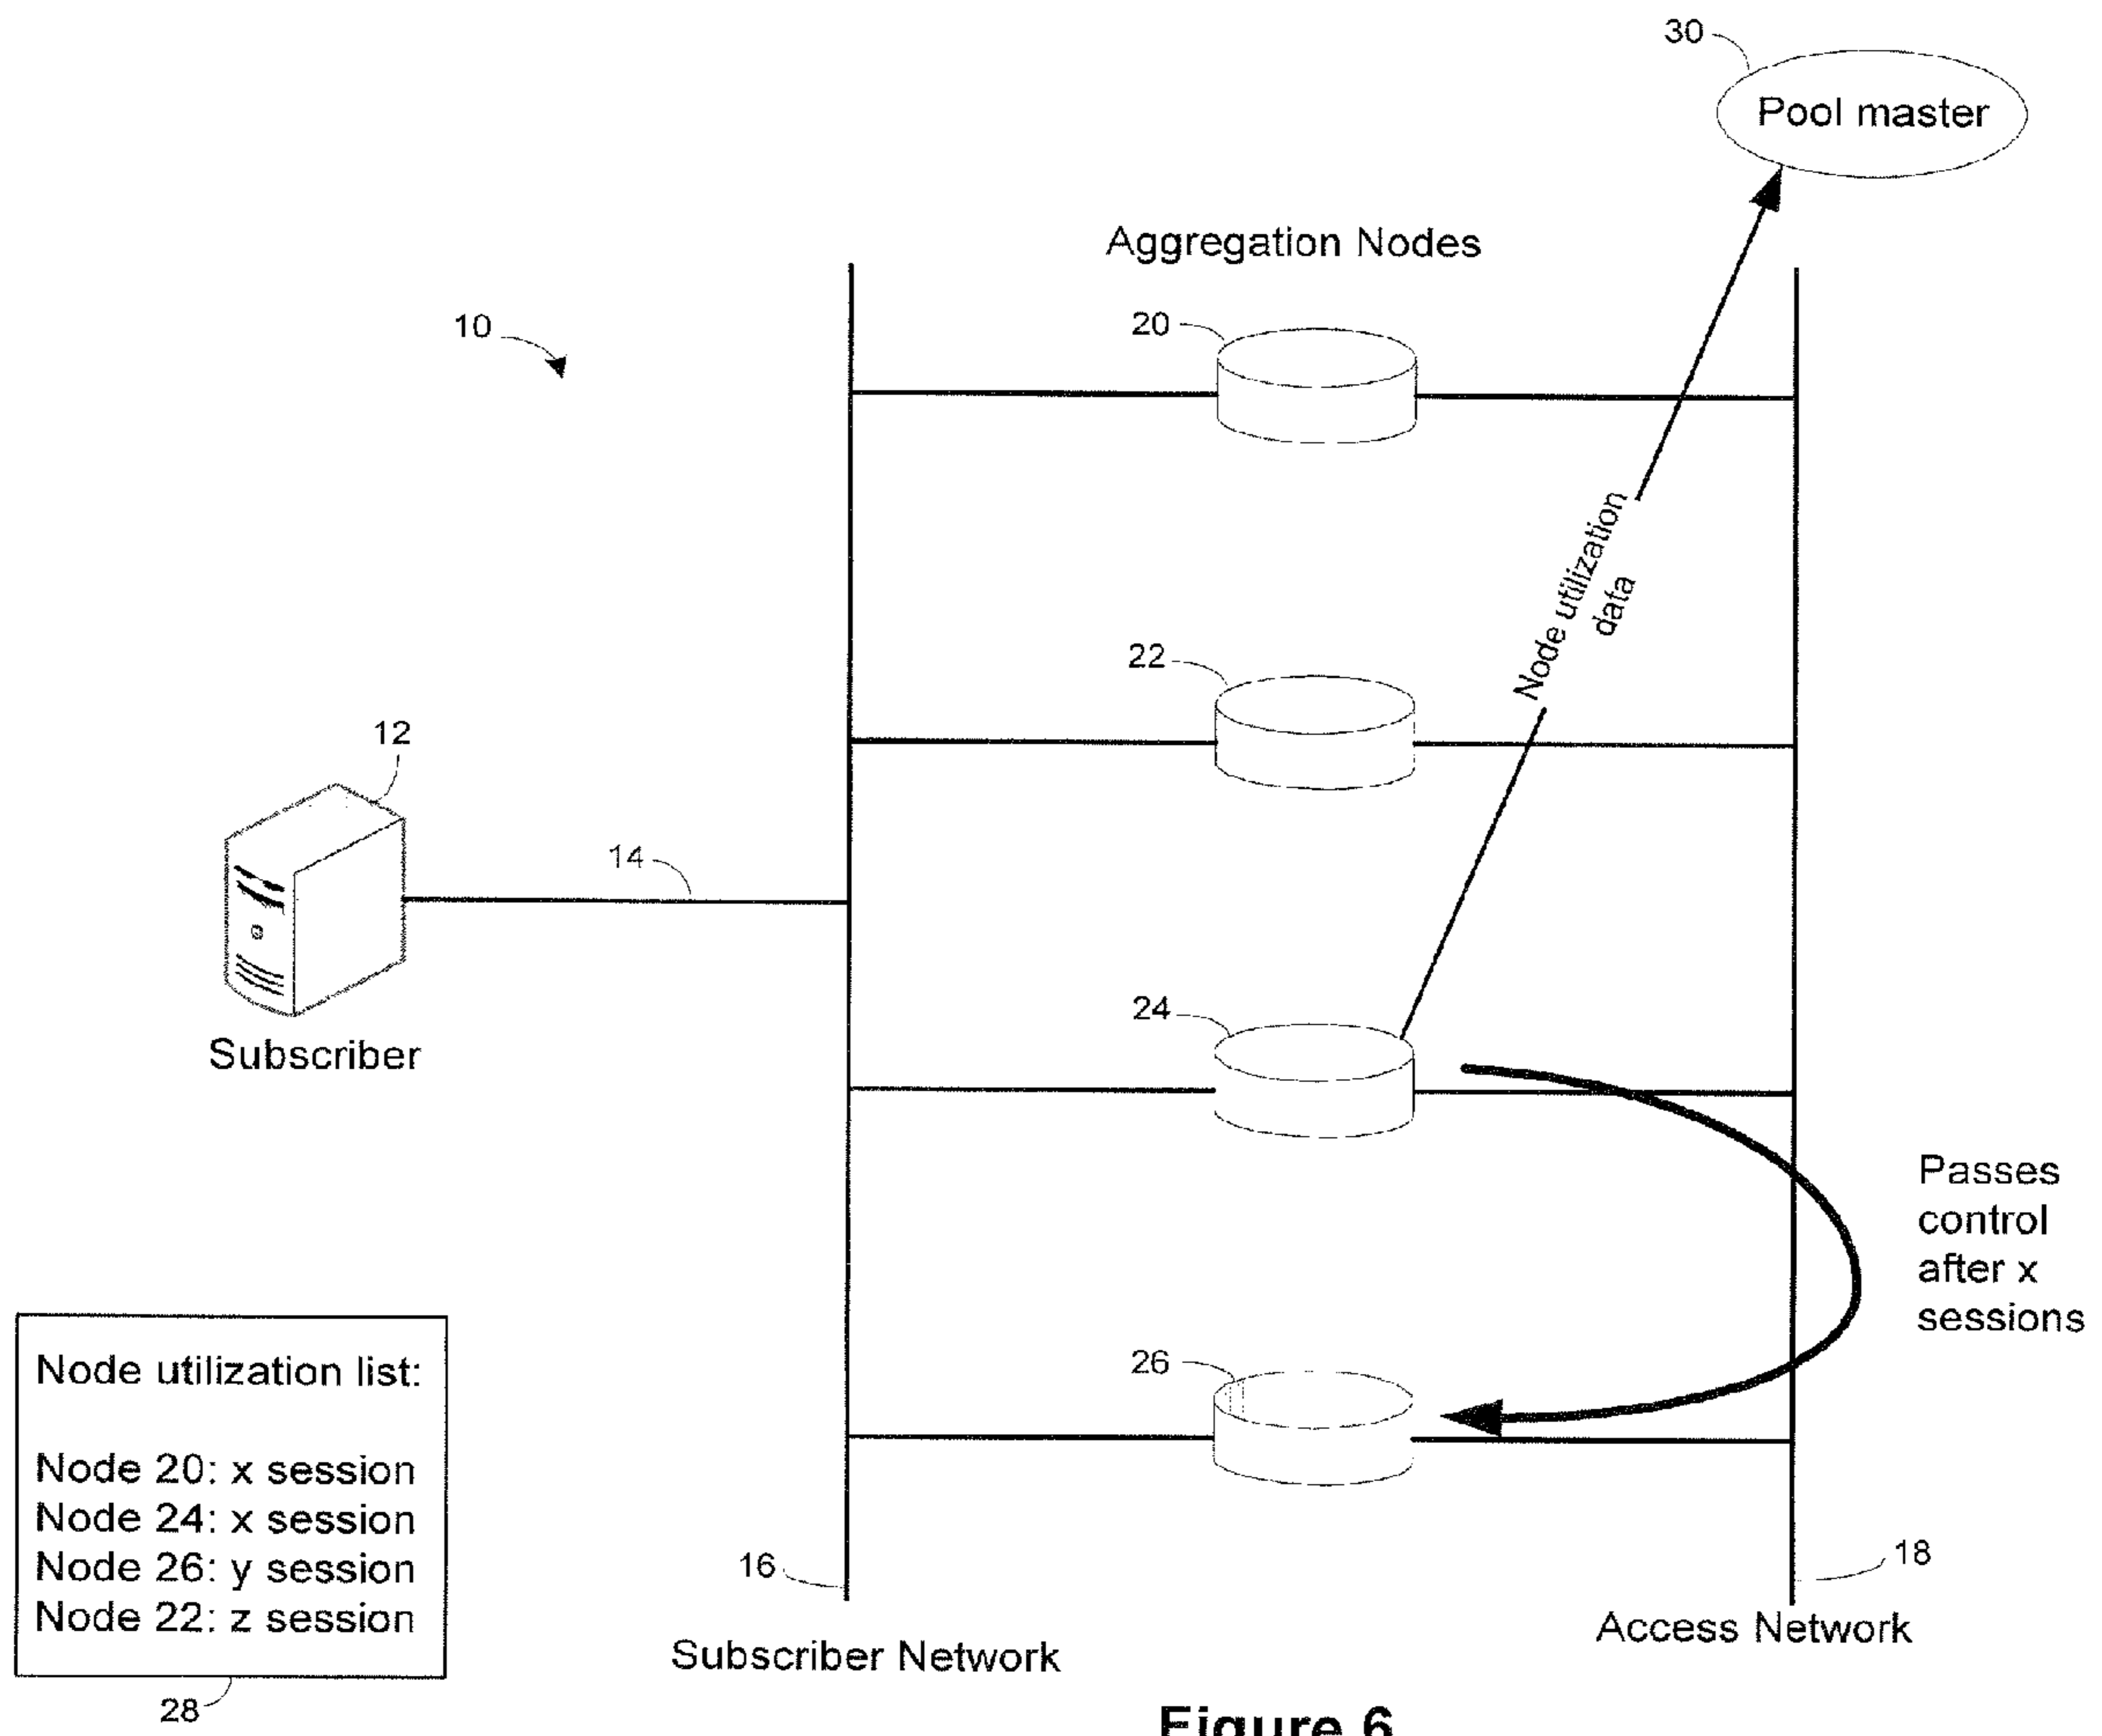 30
Pool master
Aggregation Nodes
10
20
Node utilization
data
22
12
14
24
Subscriber
Passes
control
after x
sessions
26
Node utilization list:
Node 20: x session
Node 24: x session
Node 26: y session
Node 22: z session
28
16
18
Subscriber Network
Access Network
Figure 6